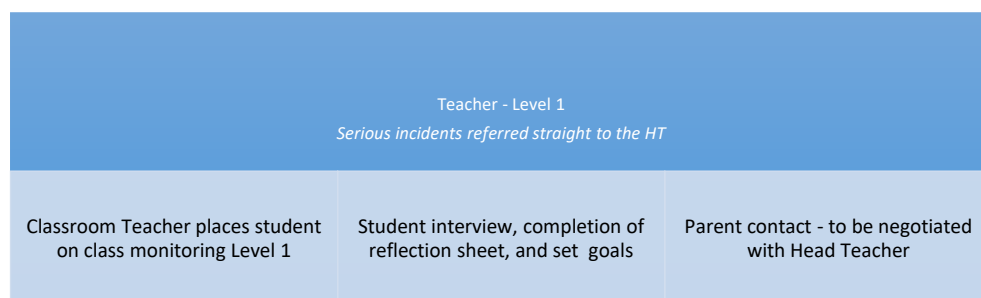 Teacher - Level 1
Serious incidents referred straight to the HT
Classroom Teacher places student
on class monitoring Level 1
Student interview, completion of
reflection sheet, and set  goals
Parent contact - to be negotiated
with Head Teacher